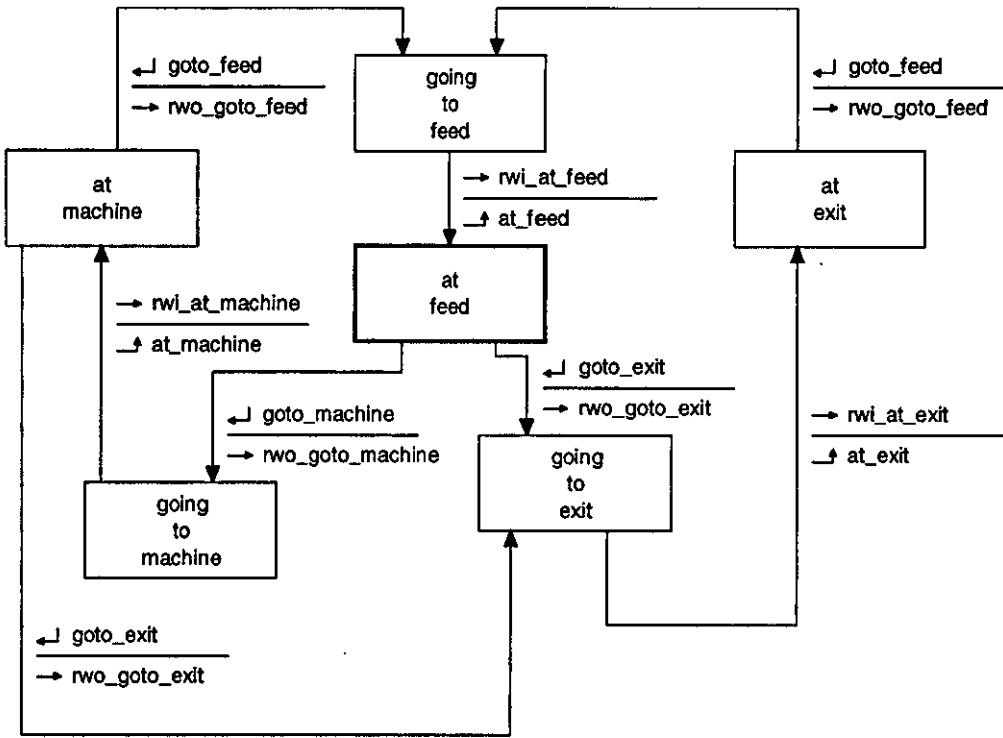 goto_feed
rwo_goto_feed
going
to
feed
goto_feed
rwo_goto_feed
at
machine
rwi_at_feed
at_feed
at
exit
at
feed
rwi_at_machine
at_machine
goto_exit
rwo_goto_exit
goto_machine
rwo_goto_machine
rwi_at_exit
at_exit
going
to
machine
going
to
exit
goto_exit
rwo_goto_exit